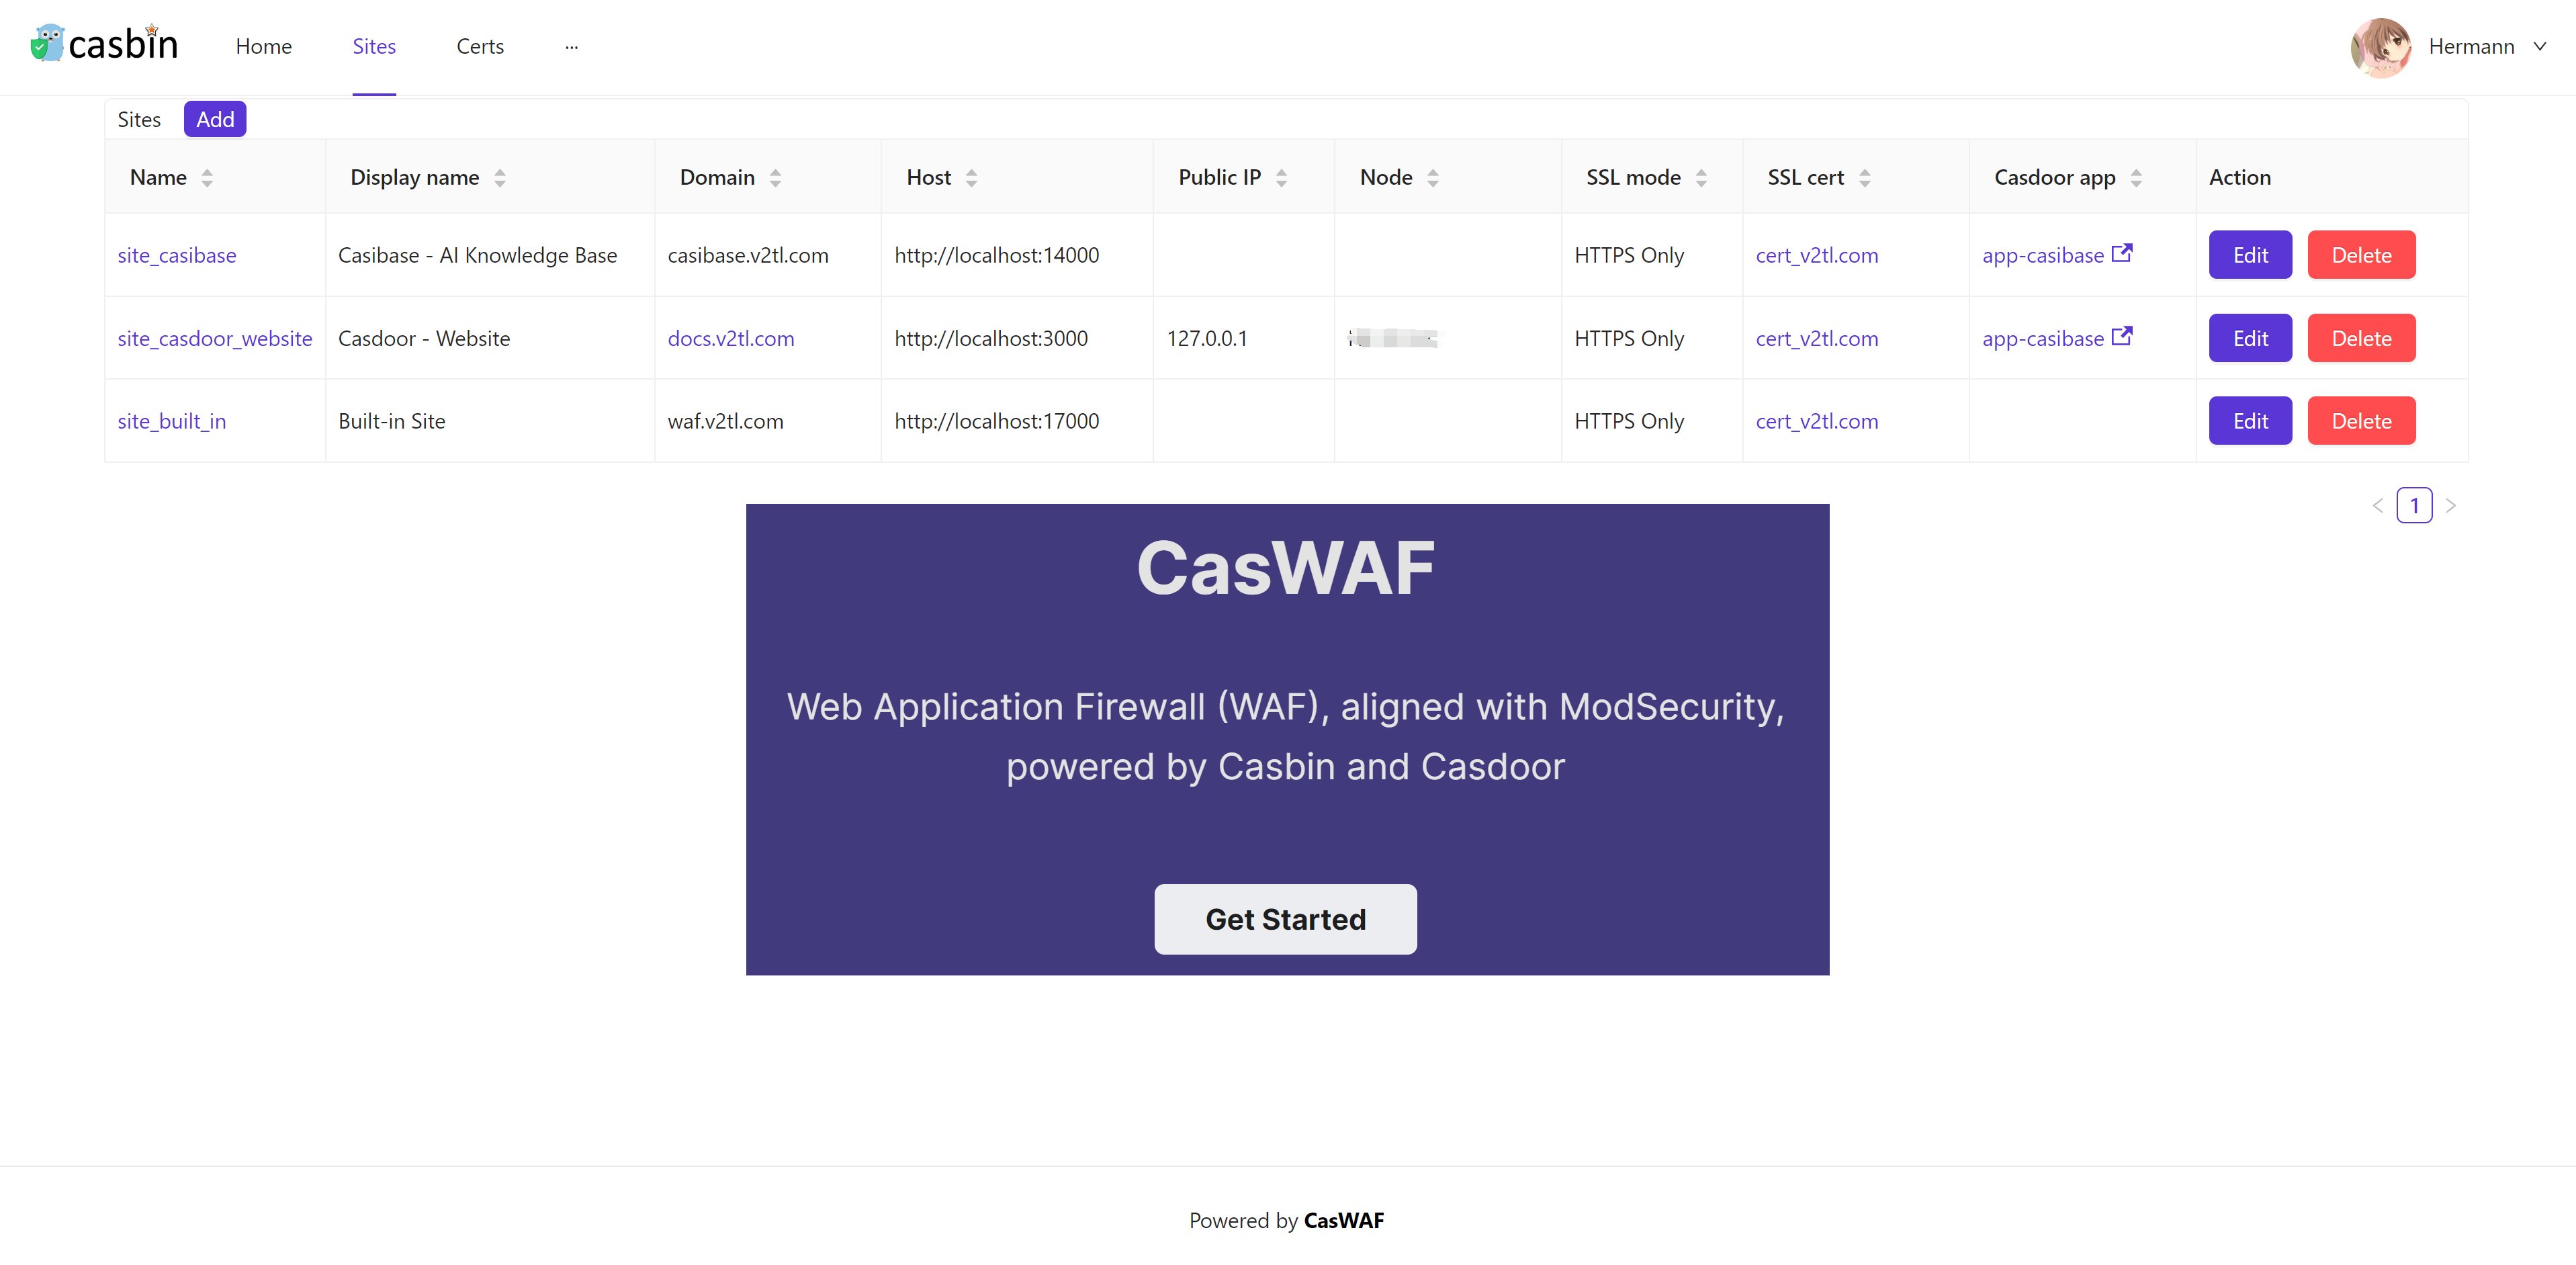 casbin Home Sites Certs ··· Hermann
Sites Add
Name Display name Domain Host Public IP Node SSL mode SSL cert Casdoor app Action
site_casibase Casibase - AI Knowledge Base casibase.v2tl.com http://localhost:14000 HTTPS Only cert_v2tl.com app-casibase Edit Delete
site_casdoor_website Casdoor - Website docs.v2tl.com http://localhost:3000 127.0.0.1 HTTPS Only cert_v2tl.com app-casibase Edit Delete
site_built_in Built-in Site waf.v2tl.com http://localhost:17000 HTTPS Only cert_v2tl.com Edit Delete
1
CasWAF
Web Application Firewall (WAF), aligned with ModSecurity,
powered by Casbin and Casdoor
Get Started
Powered by CasWAF